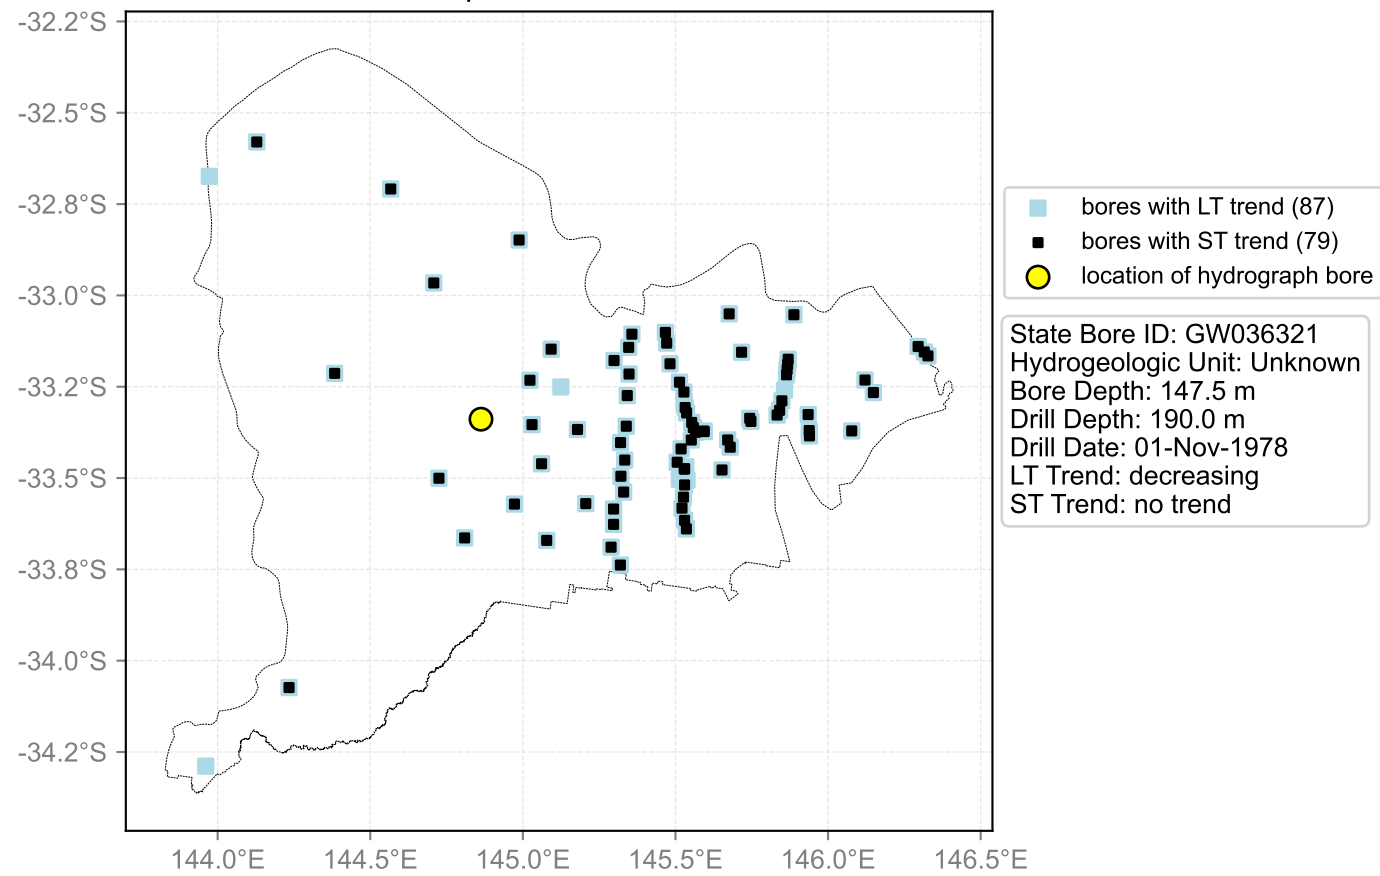 -32.2°S
-32.5°S
-32.8°S
-33.0°S
-33.2°S
-33.5°S
-33.8°S
-34.0°S
-34.2°S
144.0°E
144.5°E
145.0°E
145.5°E
146.0°E
146.5°E
bores with LT trend (87)
bores with ST trend (79)
location of hydrograph bore
State Bore ID: GW036321
Hydrogeologic Unit: Unknown
Bore Depth: 147.5 m
Drill Depth: 190.0 m
Drill Date: 01-Nov-1978
LT Trend: decreasing
ST Trend: no trend